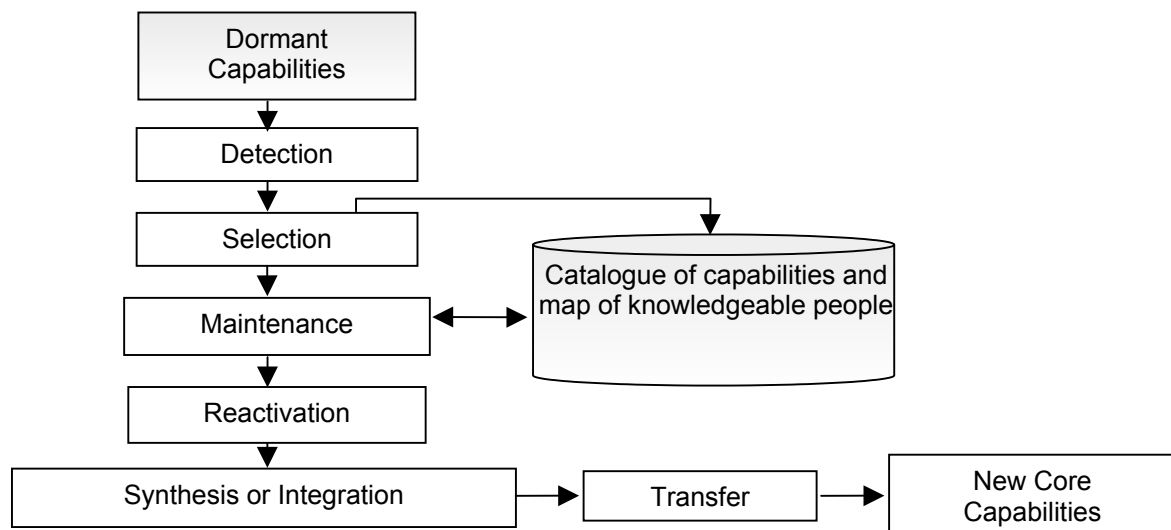 Dormant
Capabilities
Detection
Selection
Catalogue of capabilities and
map of knowledgeable people
Maintenance
Reactivation
Synthesis or Integration
Transfer
New Core
Capabilities